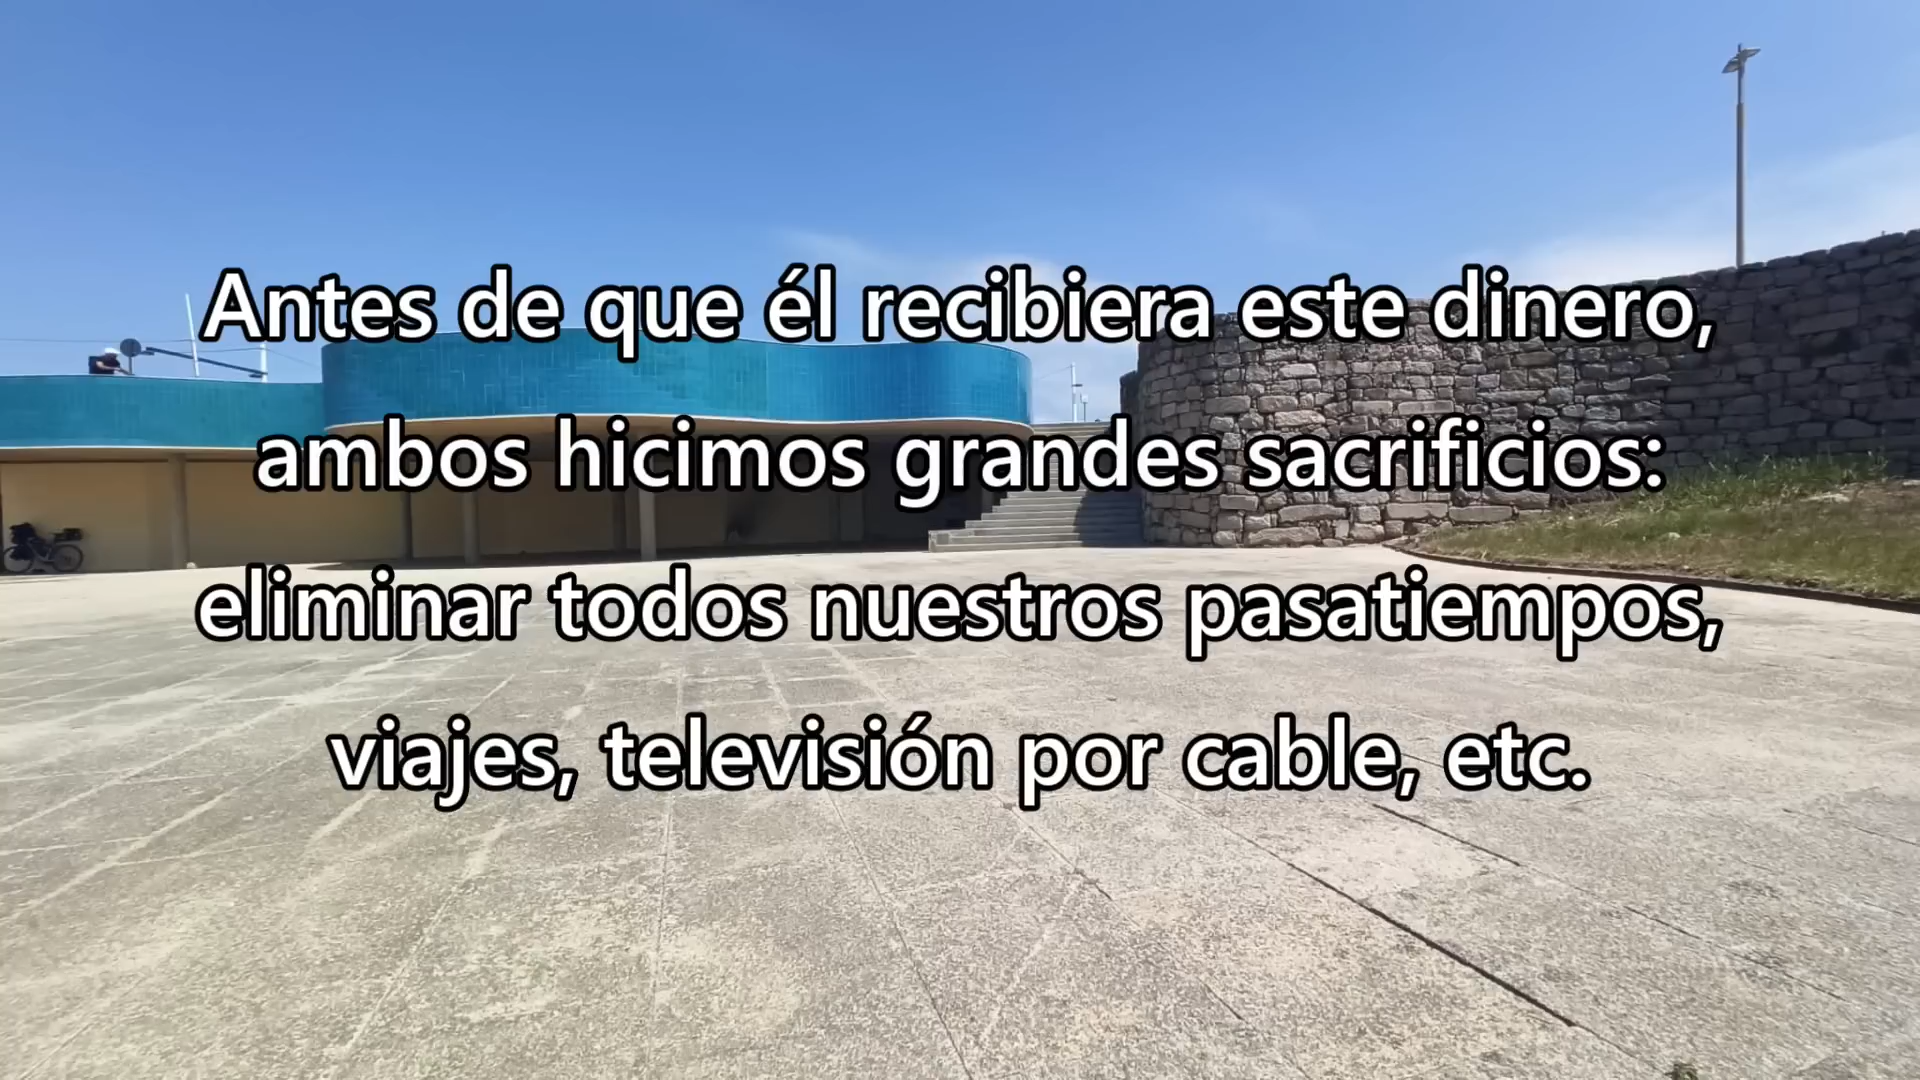 Antes de que él recibiera este dinero,
ambos hicimos grandes sacrificios:
eliminar todos nuestros pasatiempos,
viajes, televisión por cable, etc.